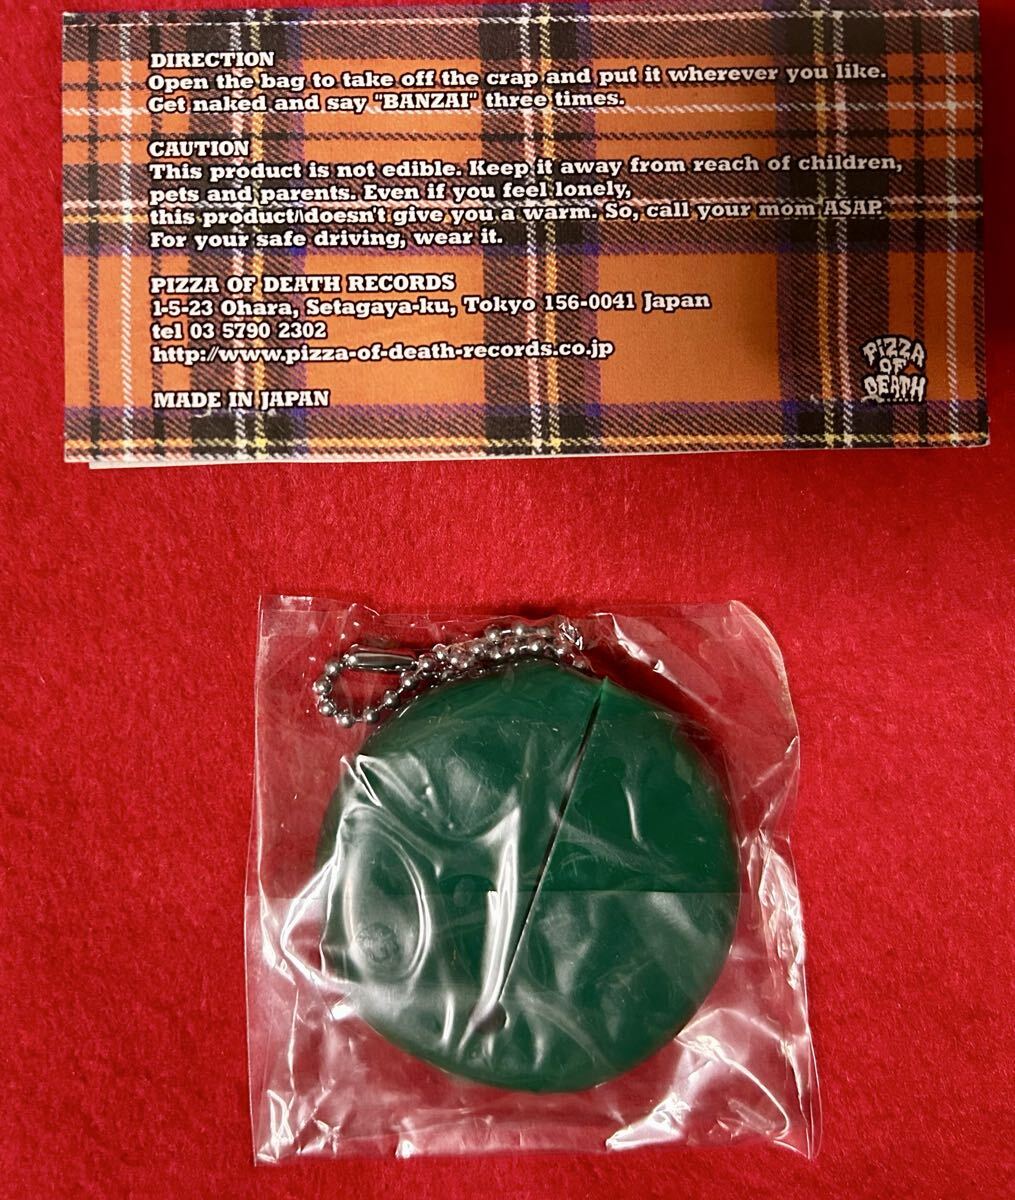 DIRECTION
Open the bag to take off the crap and put it wherever you like.
Get naked and say "BANZAI" three times.
CAUTION
This product is not edible. Keep it away from reach of children,
pets and parents. Even if you feel lonely,
this product/\doesn't give you a warm. So, call your mom ASAP.
For your safe driving, wear it.
PIZZA OF DEATH RECORDS
1-5-23 Ohara, Setagaya-ku, Tokyo 156-0041 Japan
tel 03 5790 2302
http://www.pizza-of-death-records.co.jp
MADE IN JAPAN
PIZZA
OF
DEATH